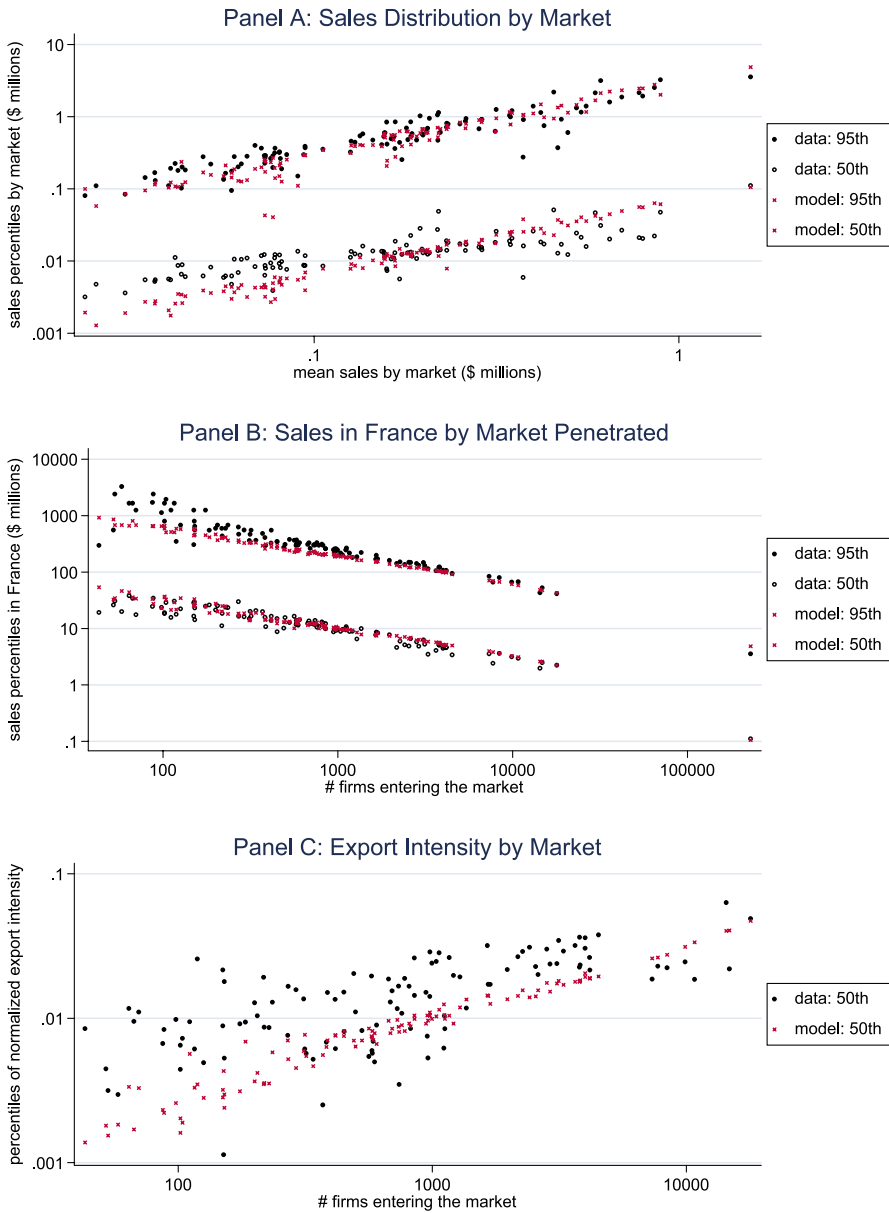 Panel A: Sales Distribution by Market
sales percentiles by market ($ millions)
10
1
.1
.01
.001
.1
1
mean sales by market ($ millions)
data: 95th
data: 50th
model: 95th
model: 50th
Panel B: Sales in France by Market Penetrated
sales percentiles in France ($ millions)
10000
1000
100
10
1
.1
100
1000
10000
100000
# firms entering the market
data: 95th
data: 50th
model: 95th
model: 50th
Panel C: Export Intensity by Market
percentiles of normalized export intensity
.1
.01
.001
100
1000
10000
# firms entering the market
data: 50th
model: 50th